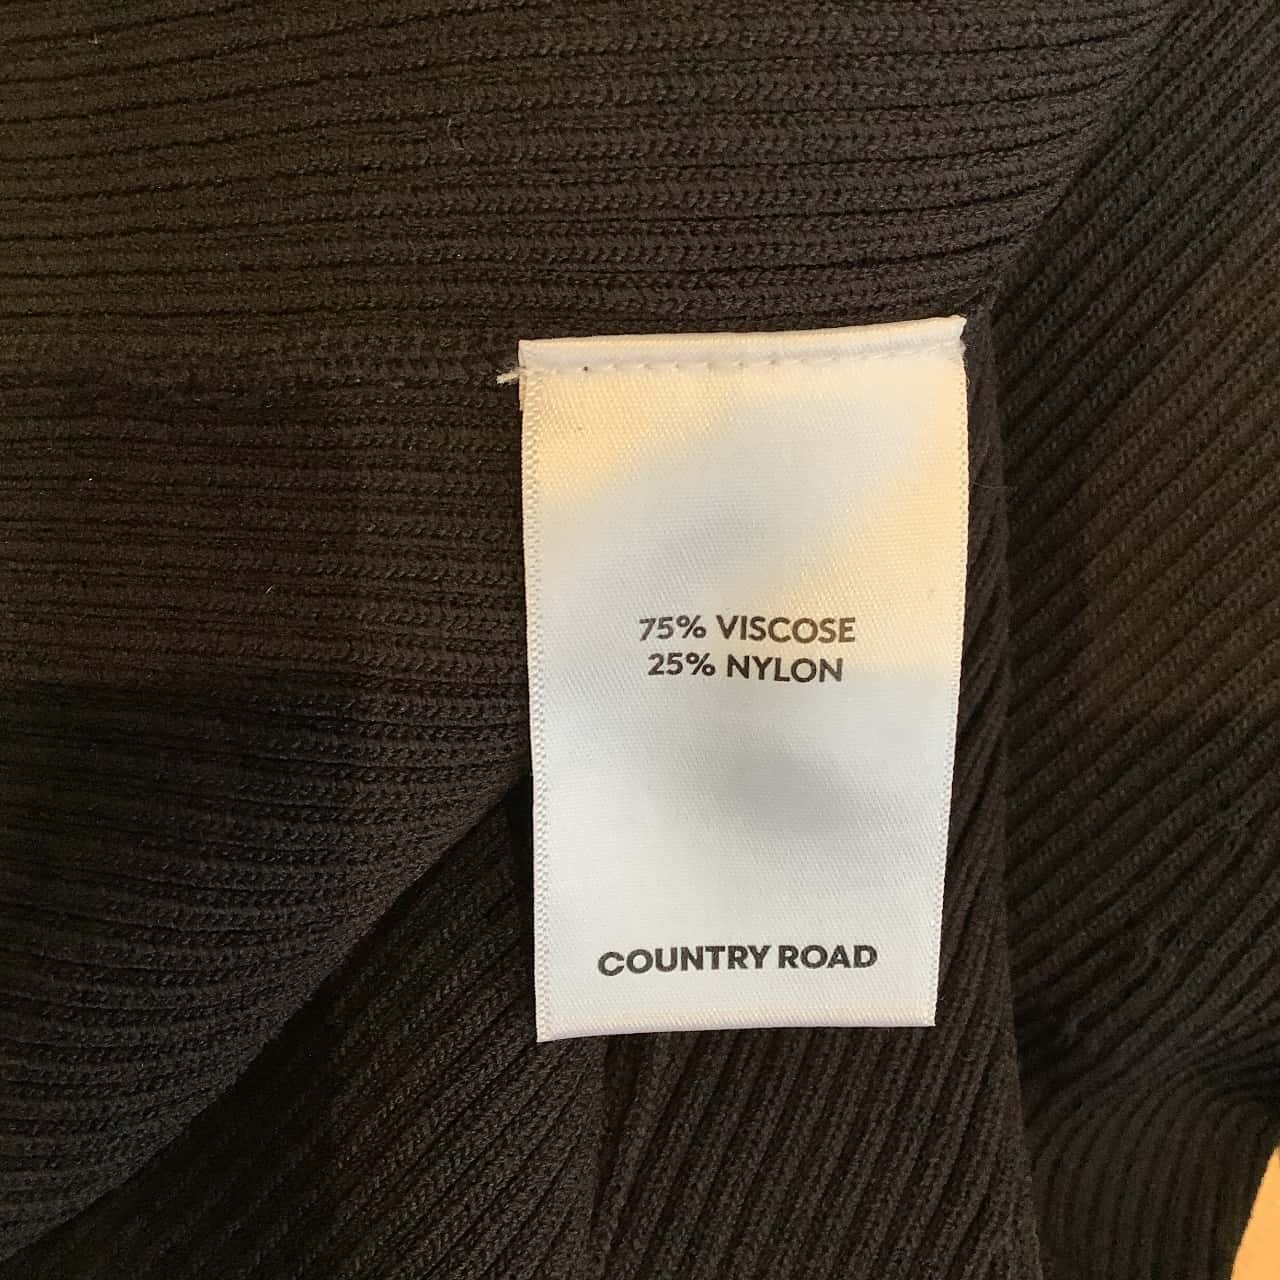 75% VISCOSE
25% NYLON
COUNTRY ROAD